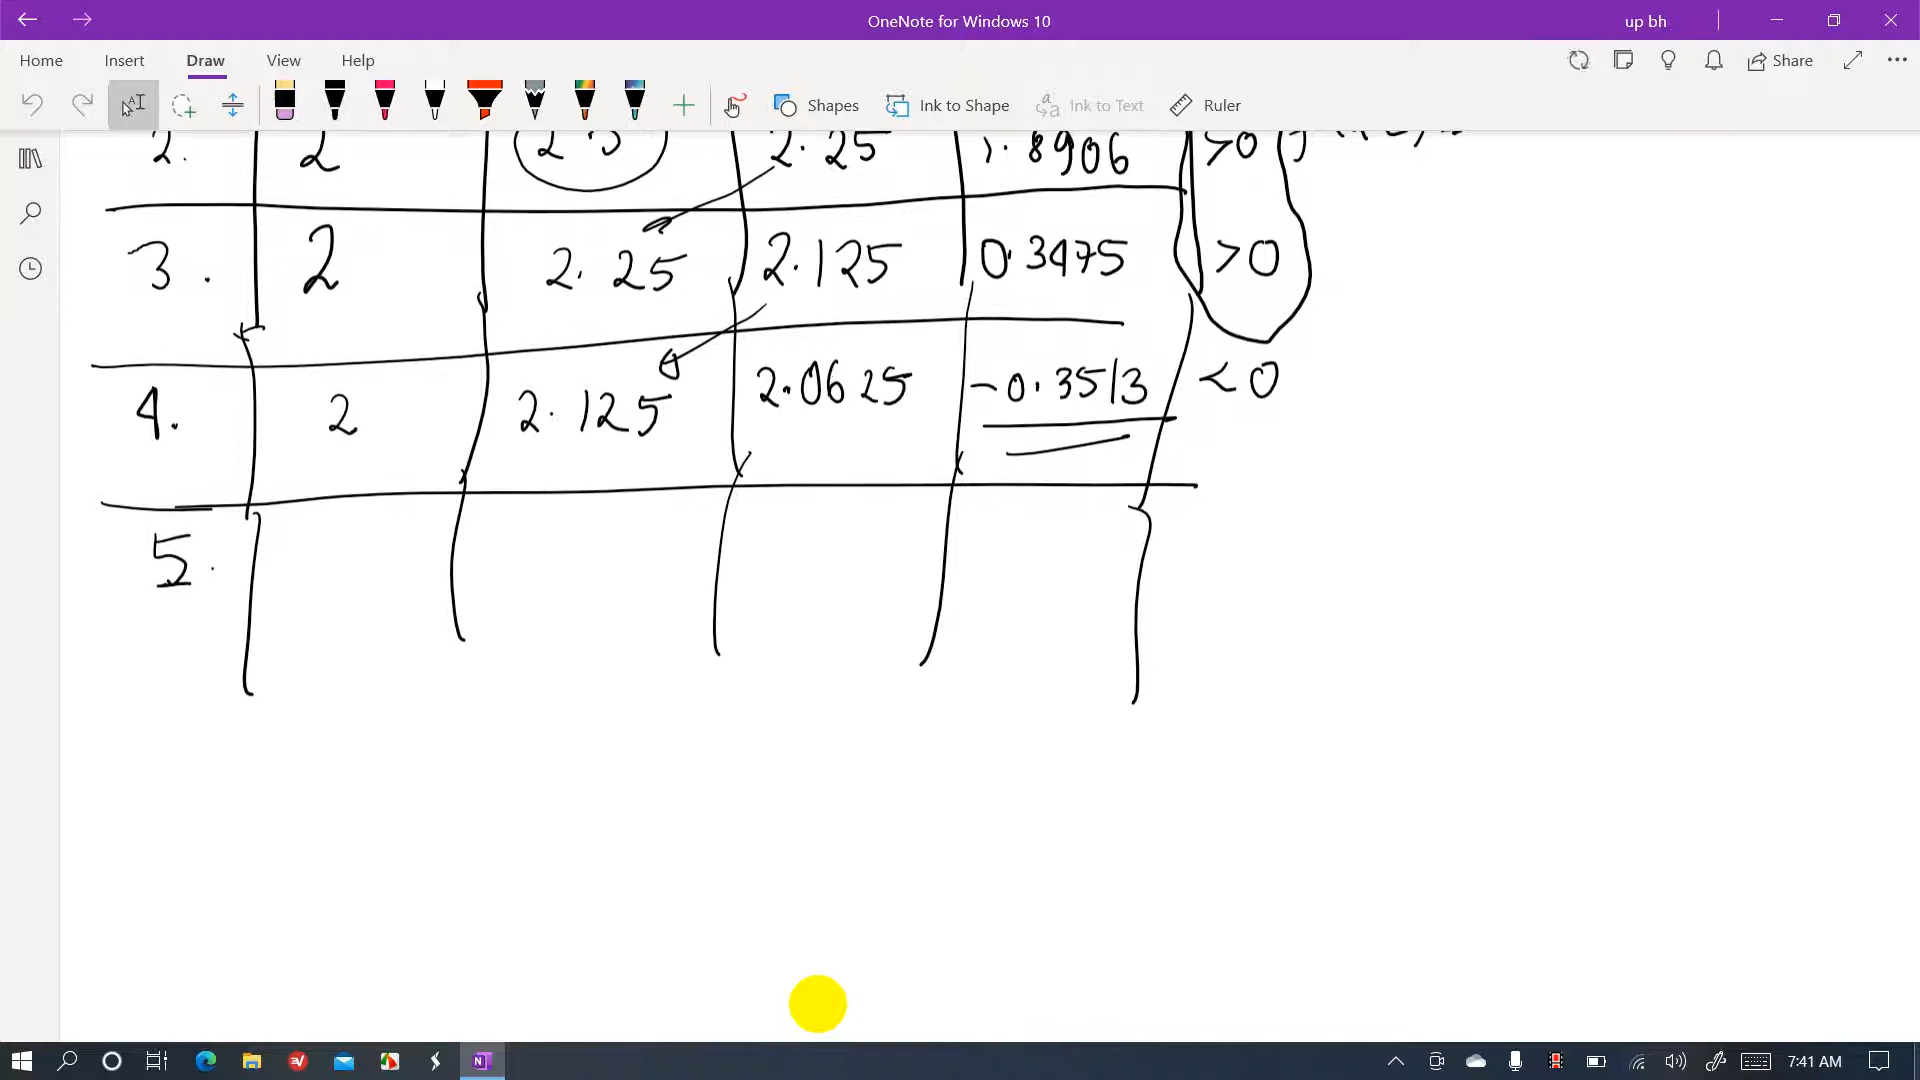 OneNote for Windows 10
up bh
Home Insert Draw View Help
Share
Shapes Ink to Shape Ink to Text Ruler
2. 2 2.5 2.25 1.8906 >0
3. 2 2.25 2.125 0.3475 >0
4. 2 2.125 2.0625 -0.3513 <0
5.
7:41 AM